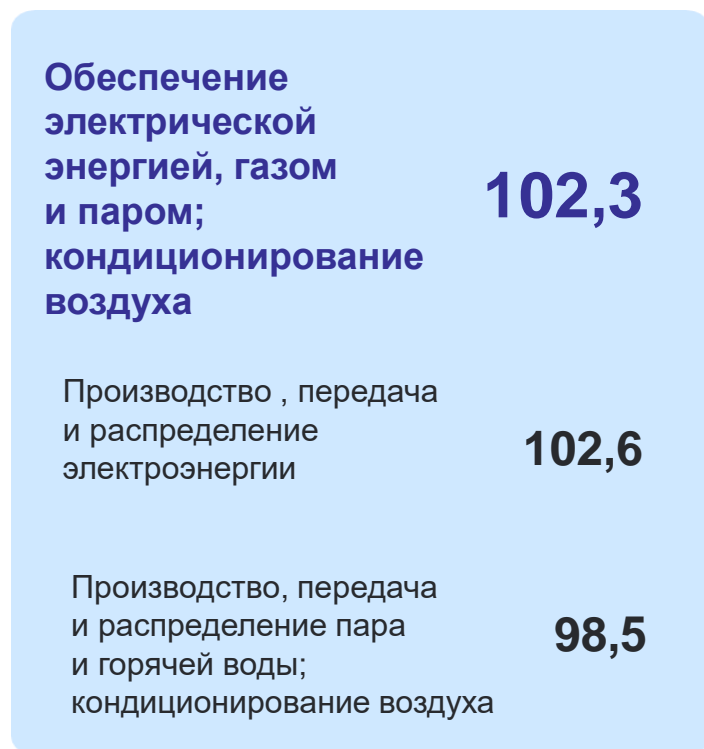 Обеспечение
электрической
энергией, газом
и паром;
кондиционирование
воздуха
102,3
Производство , передача
и распределение
электроэнергии
102,6
Производство, передача
и распределение пара
и горячей воды;
кондиционирование воздуха
98,5